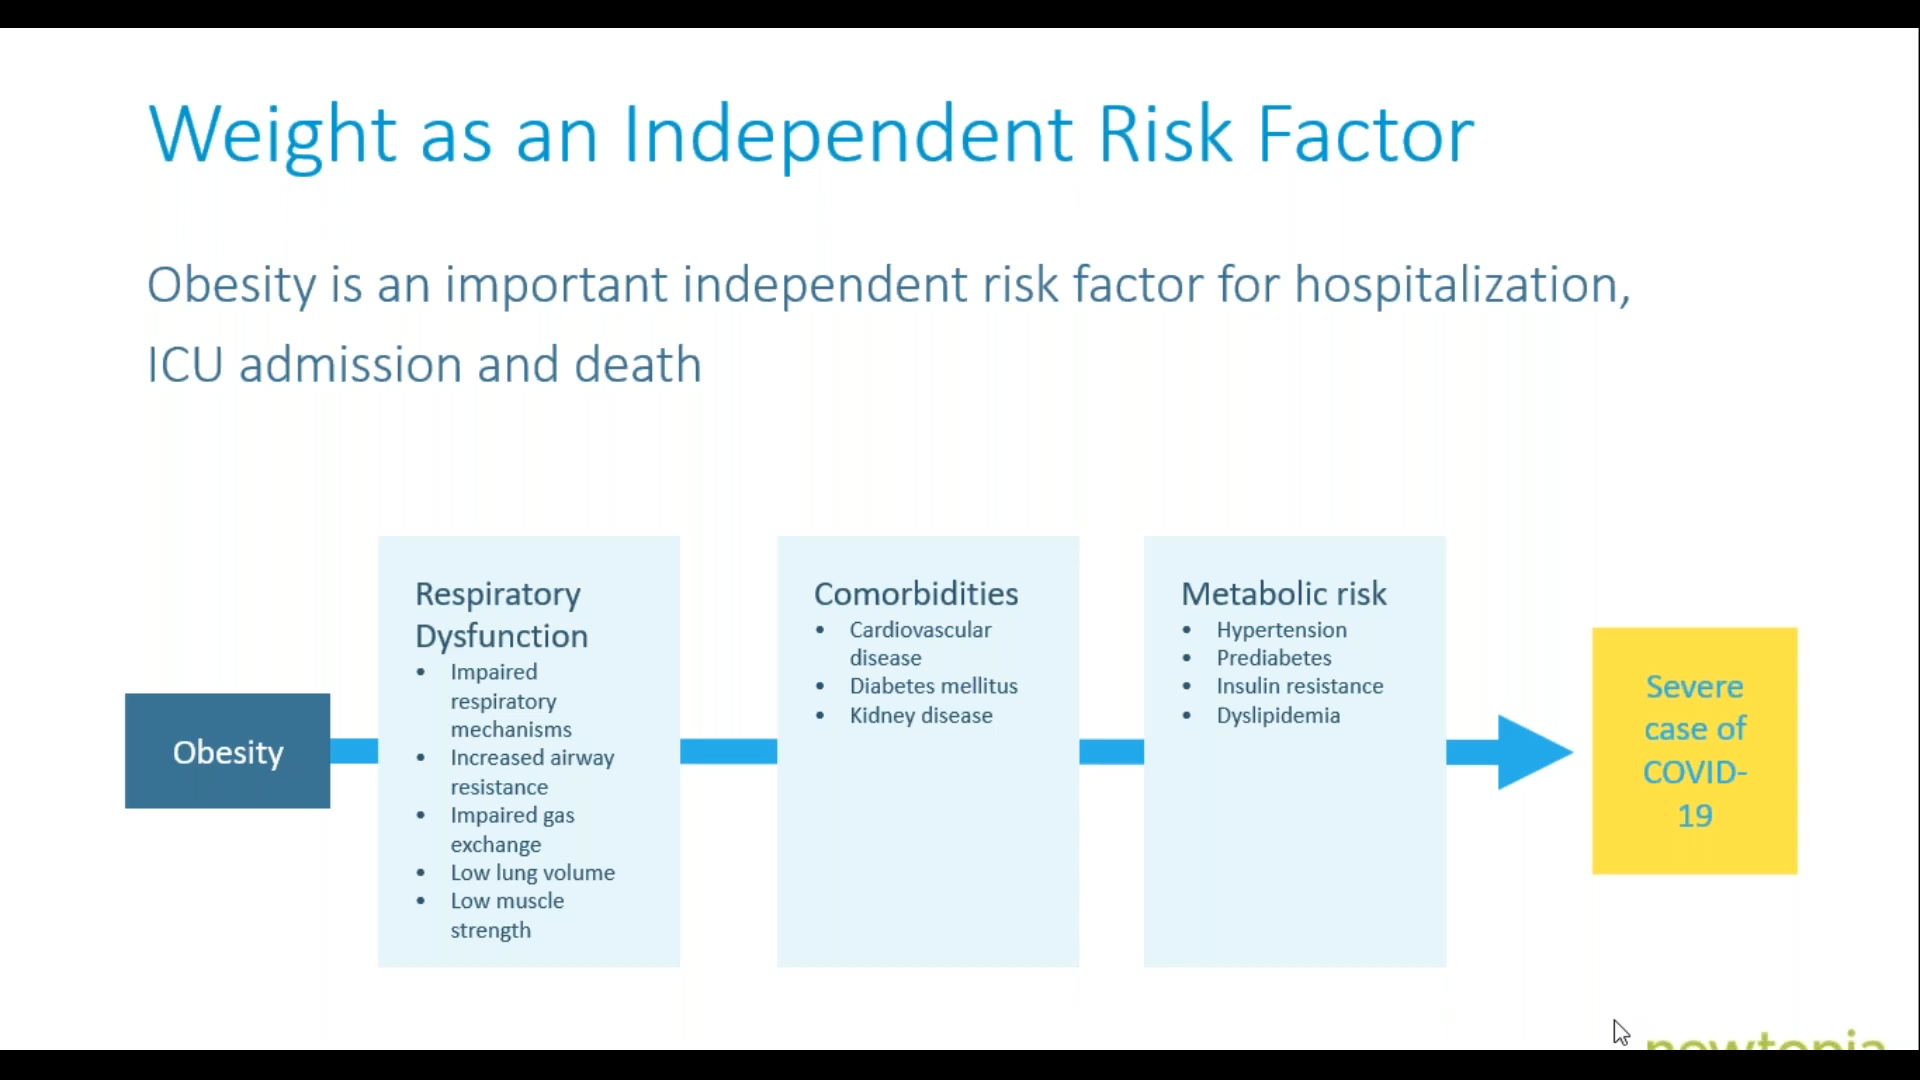 Weight as an Independent Risk Factor
Obesity is an important independent risk factor for hospitalization,
ICU admission and death
Obesity
Respiratory
Dysfunction
• Impaired
respiratory
mechanisms
• Increased airway
resistance
• Impaired gas
exchange
• Low lung volume
• Low muscle
strength
Comorbidities
• Cardiovascular
disease
• Diabetes mellitus
• Kidney disease
Metabolic risk
• Hypertension
• Prediabetes
• Insulin resistance
• Dyslipidemia
Severe
case of
COVID-
19
newtopia